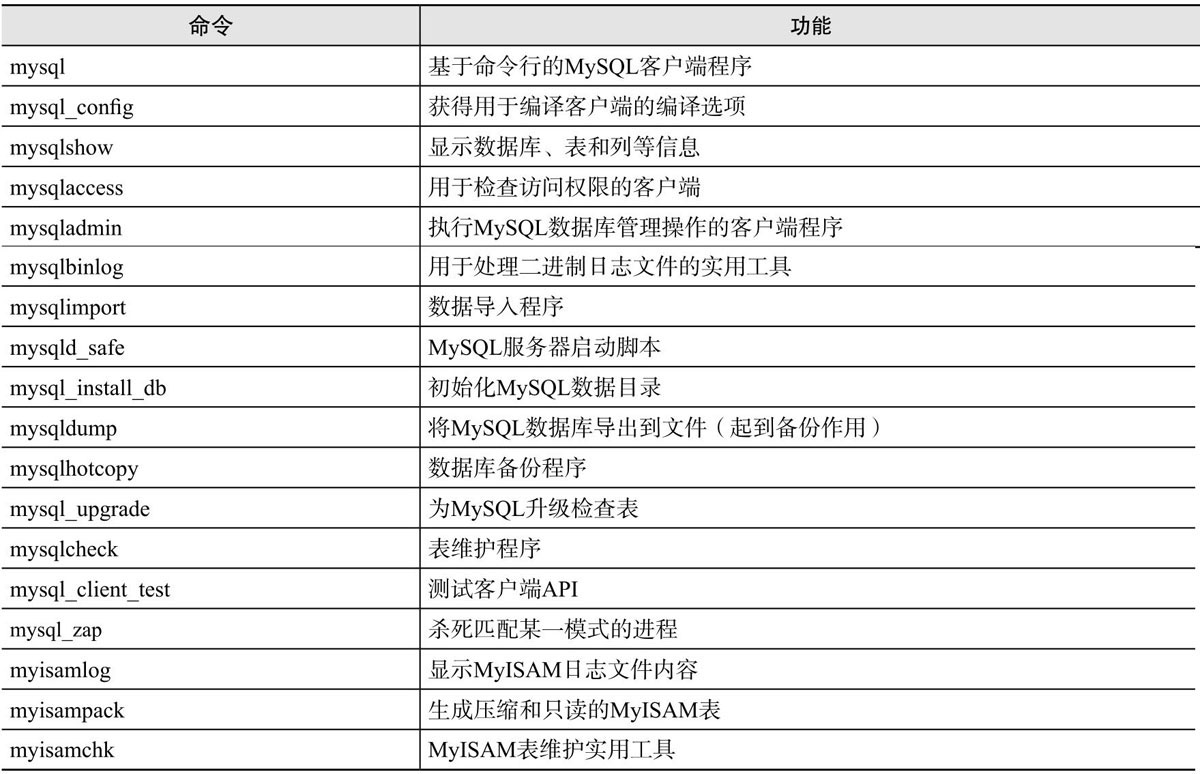 命令 功能
mysql 基于命令行的MySQL客户端程序
mysql_config 获得用于编译客户端的编译选项
mysqlshow 显示数据库、表和列等信息
mysqlaccess 用于检查访问权限的客户端
mysqladmin 执行MySQL数据库管理操作的客户端程序
mysqlbinlog 用于处理二进制日志文件的实用工具
mysqlimport 数据导入程序
mysqld_safe MySQL服务器启动脚本
mysql_install_db 初始化MySQL数据目录
mysqldump 将MySQL数据库导出到文件（起到备份作用）
mysqlhotcopy 数据库备份程序
mysql_upgrade 为MySQL升级检查表
mysqlcheck 表维护程序
mysql_client_test 测试客户端API
mysql_zap 杀死匹配某一模式的进程
myisamlog 显示MyISAM日志文件内容
myisampack 生成压缩和只读的MyISAM表
myisamchk MyISAM表维护实用工具